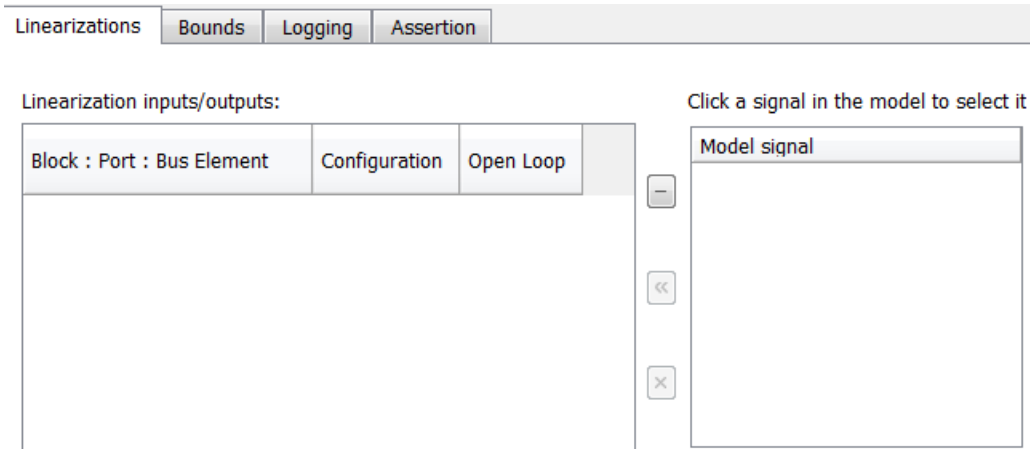 Linearizations Bounds Logging Assertion
Linearization inputs/outputs: Click a signal in the model to select it
Block : Port : Bus Element Configuration Open Loop Model signal